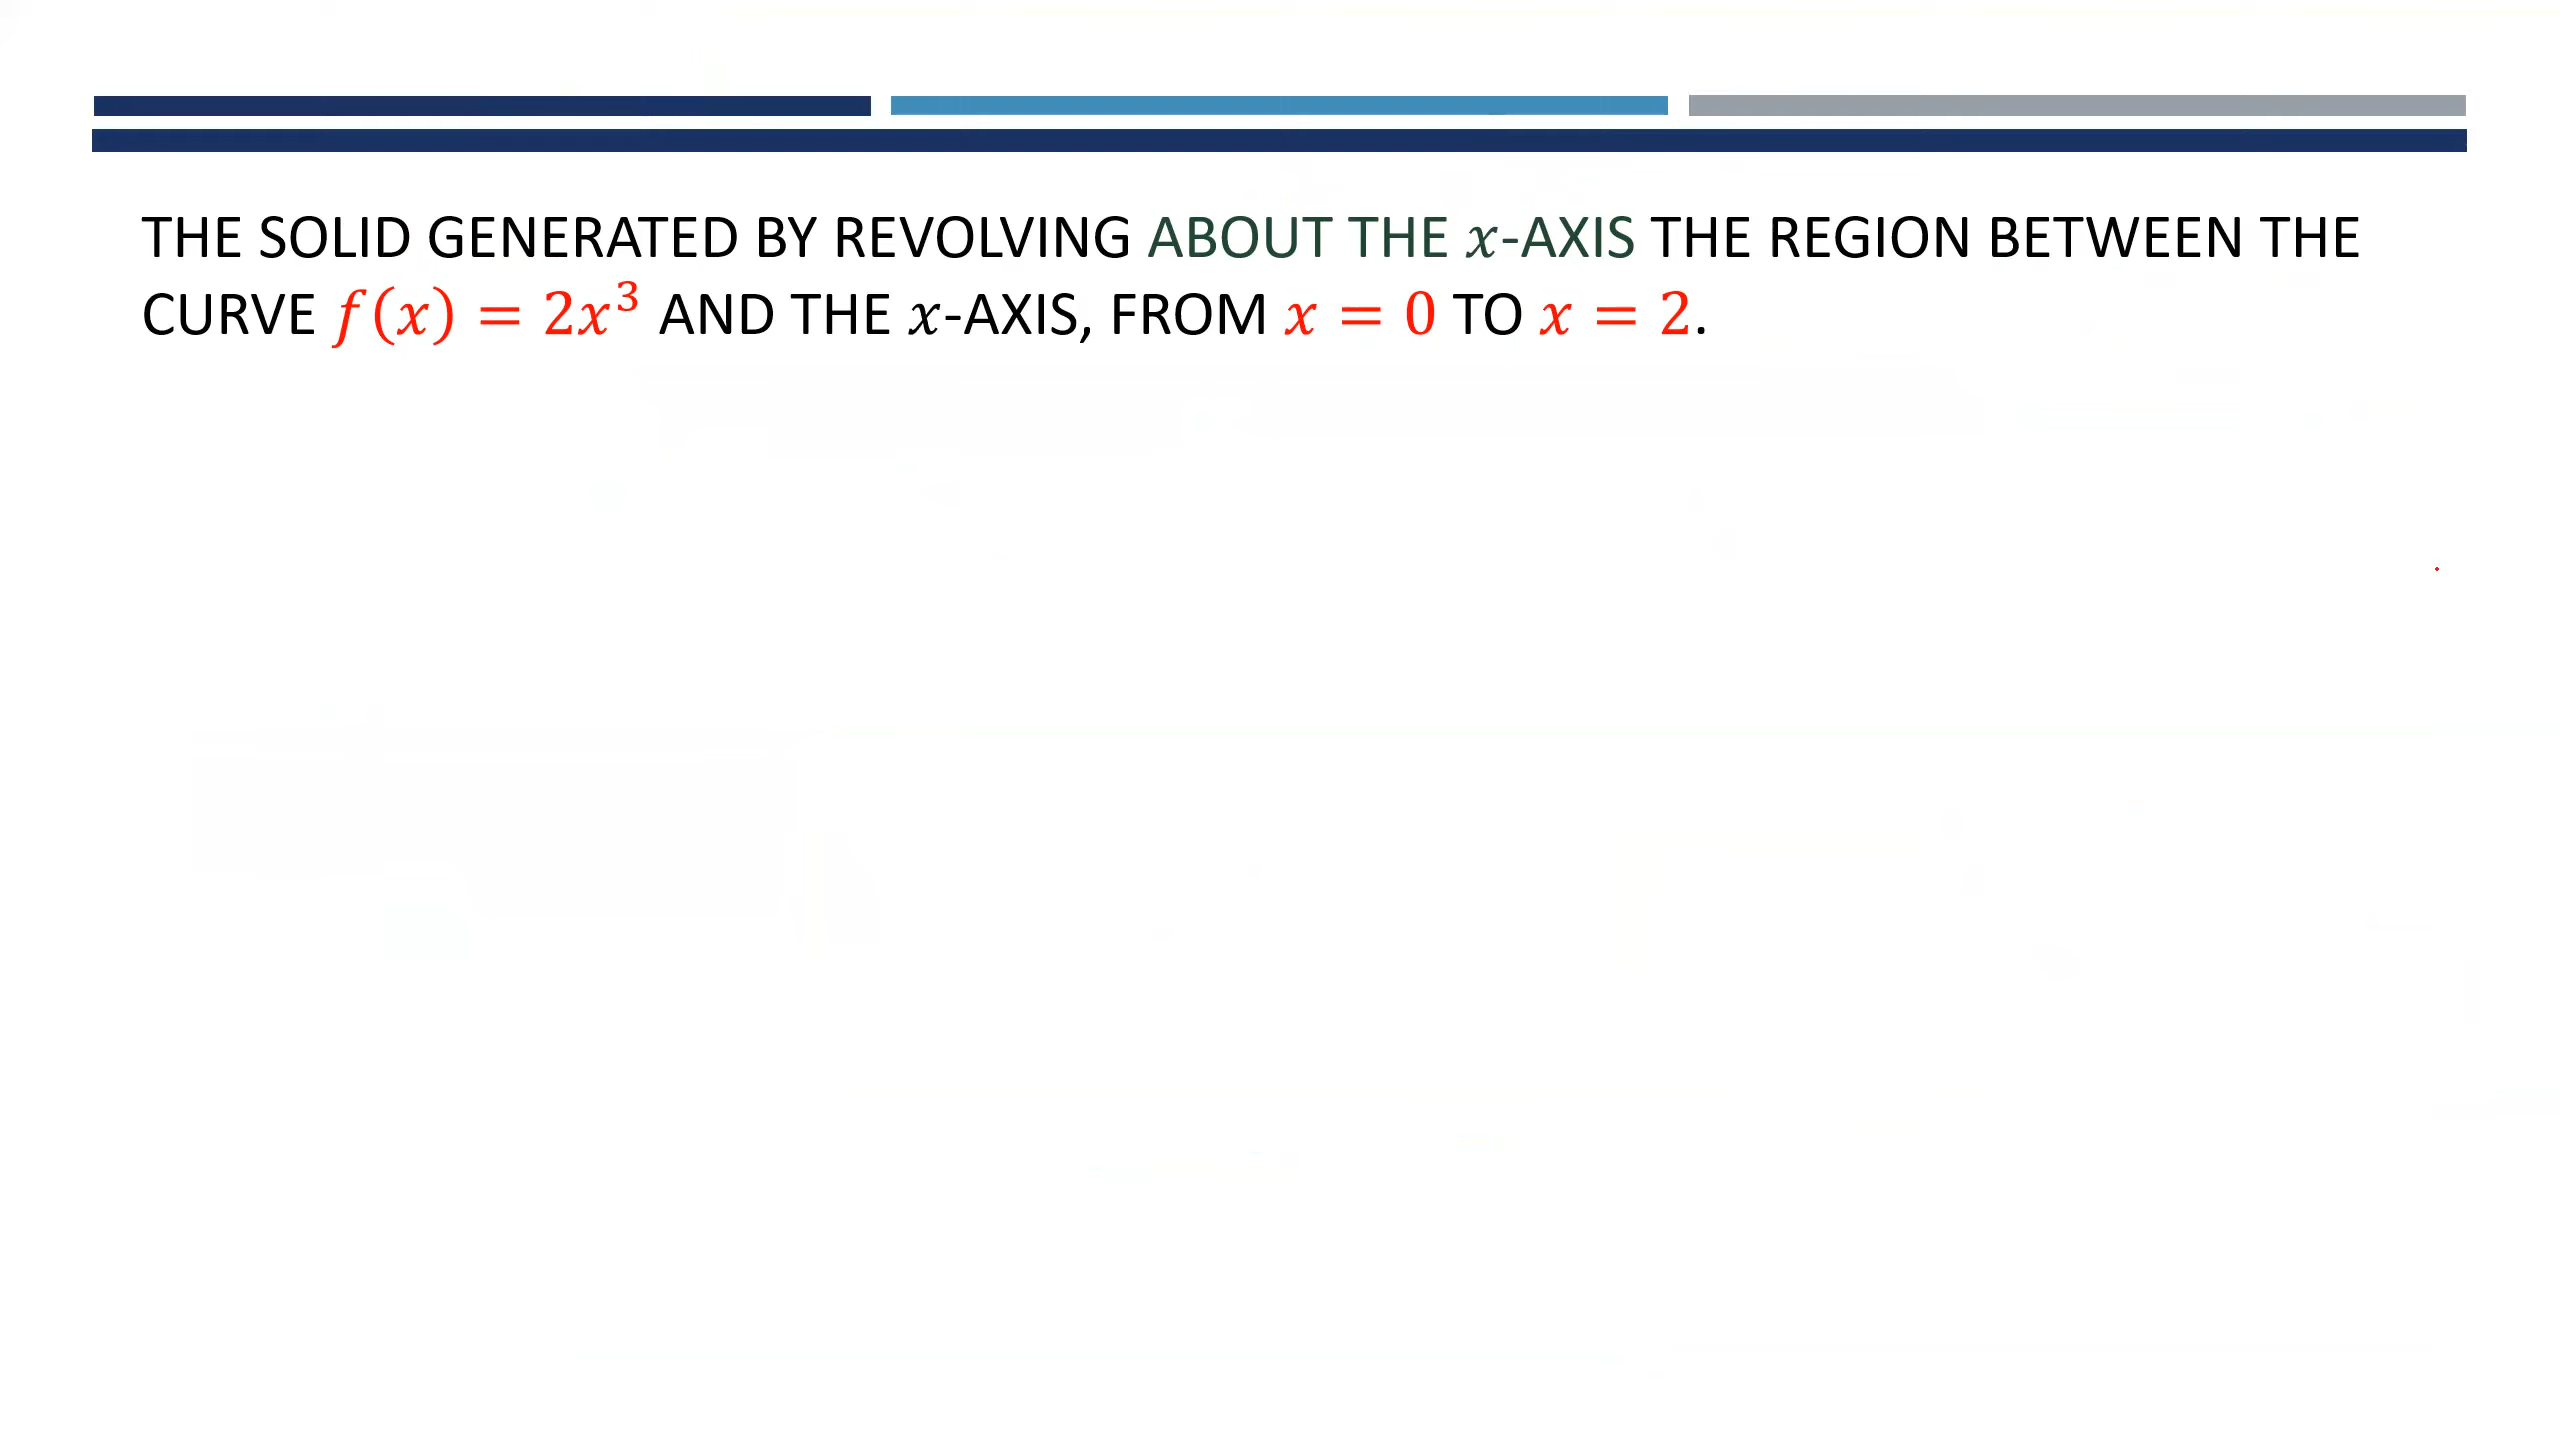 THE SOLID GENERATED BY REVOLVING ABOUT THE x-AXIS THE REGION BETWEEN THE
CURVE f(x) = 2x³ AND THE x-AXIS, FROM x = 0 TO x = 2.